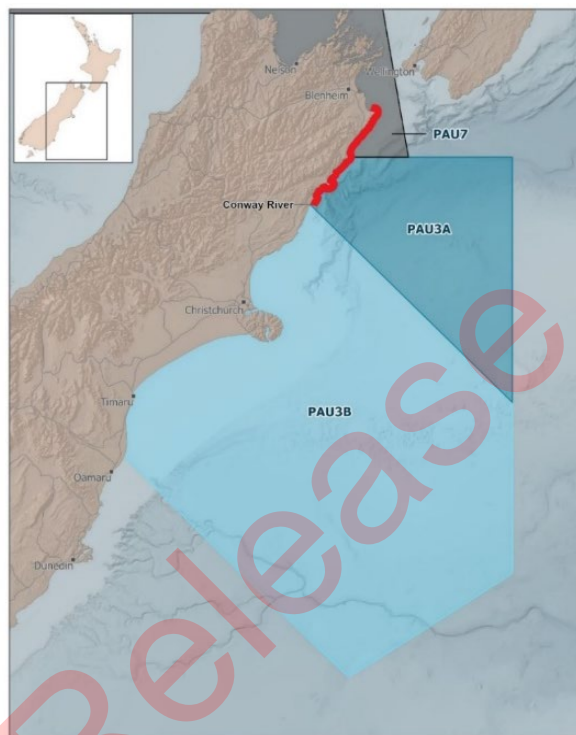 Nelson
Wellington
Blenheim
PAU7
Conway River
PAU3A
Christchurch
PAU3B
Timaru
Oamaru
Dunedin
Release